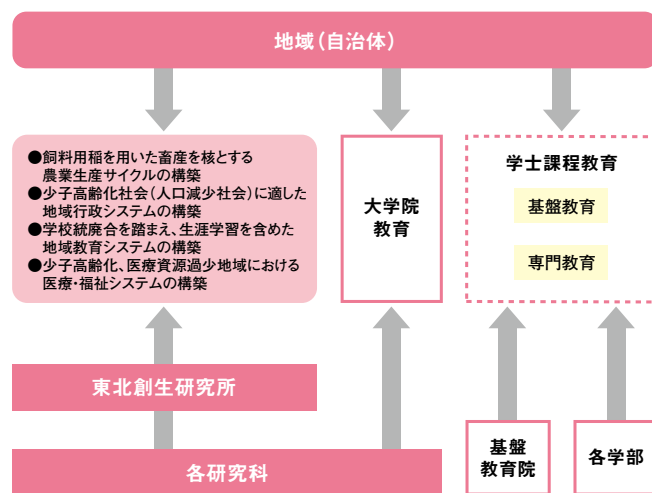 地域（自治体）
●飼料用稲を用いた畜産を核とする
農業生産サイクルの構築
●少子高齢化社会（人口減少社会）に適した
地域行政システムの構築
●学校統廃合を踏まえ、生涯学習を含めた
地域教育システムの構築
●少子高齢化、医療資源過少地域における
医療・福祉システムの構築
大学院
教育
学士課程教育
基盤教育
専門教育
東北創生研究所
各研究科
基盤
教育院
各学部